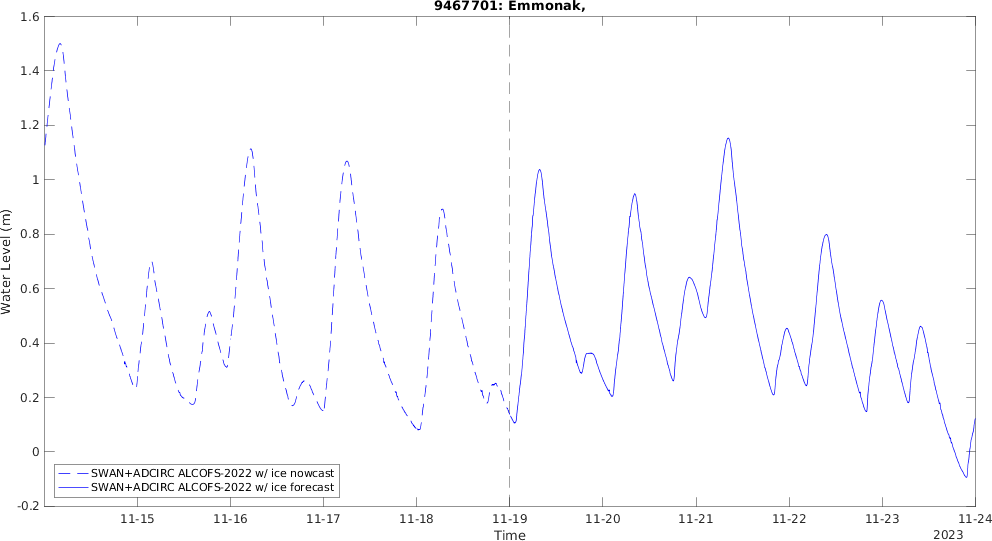 9467701: Emmonak,
Water Level (m)
1.6
1.4
1.2
1
0.8
0.6
0.4
0.2
0
-0.2
SWAN+ADCIRC ALCOFS-2022 w/ ice nowcast
SWAN+ADCIRC ALCOFS-2022 w/ ice forecast
11-15 11-16 11-17 11-18 11-19 11-20 11-21 11-22 11-23 11-24
Time
2023